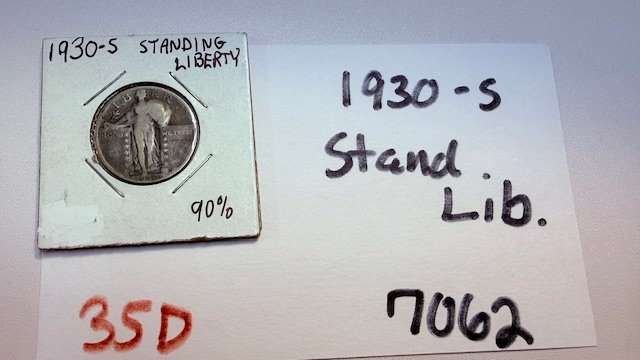 1930-S STANDING
LIBERTY
90%
1930-S
Stand.
Lib.
35D
7062